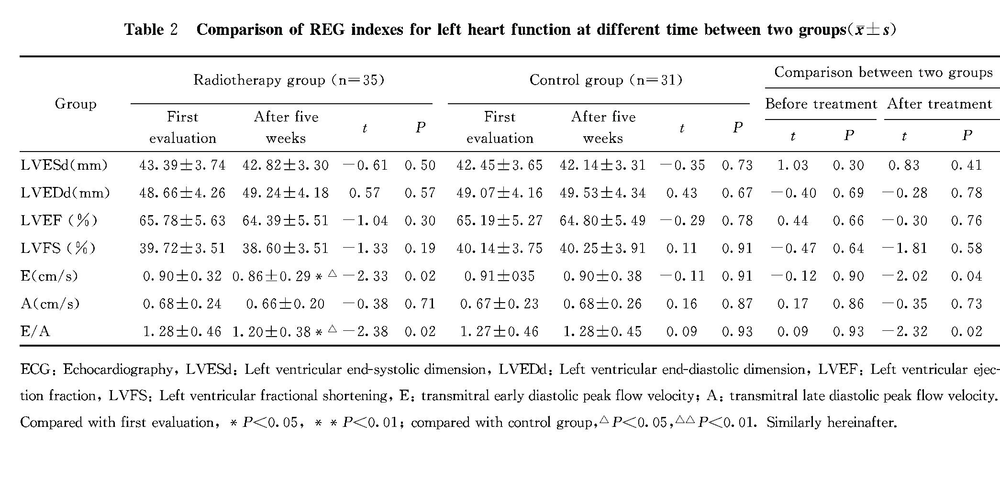 Table 2 Comparison of REG indexes for left heart function at different time between two groups(x̄±s)
Radiotherapy group (n=35) Control group (n=31) Comparison between two groups
Group Before treatment After treatment
First evaluation After five weeks t P First evaluation After five weeks t P t P t P
LVESd(mm) 43.39±3.74 42.82±3.30 −0.61 0.50 42.45±3.65 42.14±3.31 −0.35 0.73 1.03 0.30 0.83 0.41
LVEDd(mm) 48.66±4.26 49.24±4.18 0.57 0.57 49.07±4.16 49.53±4.34 0.43 0.67 −0.40 0.69 −0.28 0.78
LVEF (%) 65.78±5.63 64.39±5.51 −1.04 0.30 65.19±5.27 64.80±5.49 −0.29 0.78 0.44 0.66 −0.30 0.76
LVFS (%) 39.72±3.51 38.60±3.51 −1.33 0.19 40.14±3.75 40.25±3.91 0.11 0.91 −0.47 0.64 −1.81 0.58
E(cm/s) 0.90±0.32 0.86±0.29 * △ −2.33 0.02 0.91±035 0.90±0.38 −0.11 0.91 −0.12 0.90 −2.02 0.04
A(cm/s) 0.68±0.24 0.66±0.20 −0.38 0.71 0.67±0.23 0.68±0.26 0.16 0.87 0.17 0.86 −0.35 0.73
E/A 1.28±0.46 1.20±0.38 * △ −2.38 0.02 1.27±0.46 1.28±0.45 0.09 0.93 0.09 0.93 −2.32 0.02
ECG: Echocardiography, LVESd: Left ventricular end-systolic dimension, LVEDd: Left ventricular end-diastolic dimension, LVEF: Left ventricular ejec-
tion fraction, LVFS: Left ventricular fractional shortening, E: transmitral early diastolic peak flow velocity; A: transmitral late diastolic peak flow velocity.
Compared with first evaluation, * P<0.05, * * P<0.01; compared with control group,△P<0.05,△△P<0.01. Similarly hereinafter.